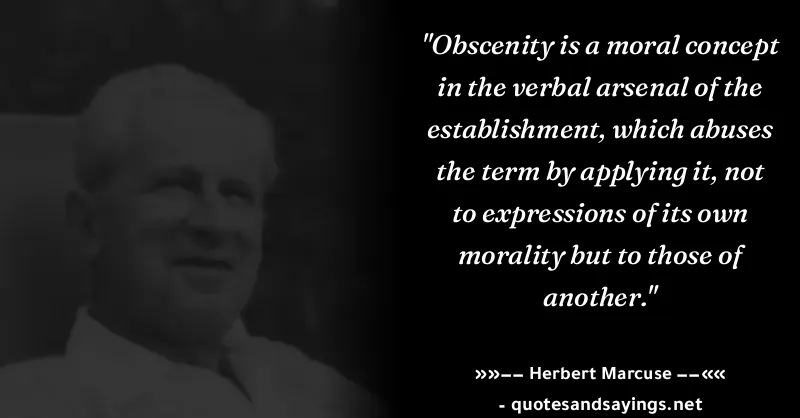 "Obscenity is a moral concept
in the verbal arsenal of the
establishment, which abuses
the term by applying it, not
to expressions of its own
morality but to those of
another."
»»−− Herbert Marcuse −−««
- quotesandsayings.net